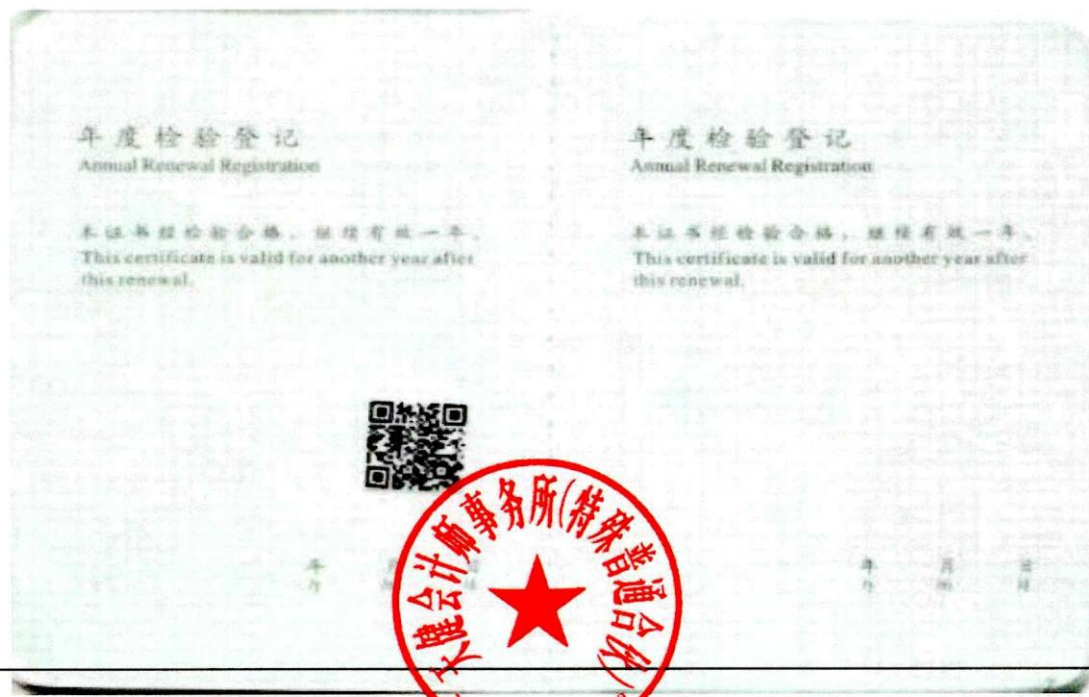 年度检验登记
Annual Renewal Registration
本证书经检验合格，继续有效一年。
This certificate is valid for another year after
this renewal.
年
天健会计师事务所(特殊普通合伙)
年度检验登记
Annual Renewal Registration
本证书经检验合格，继续有效一年。
This certificate is valid for another year after
this renewal.
年 月 日